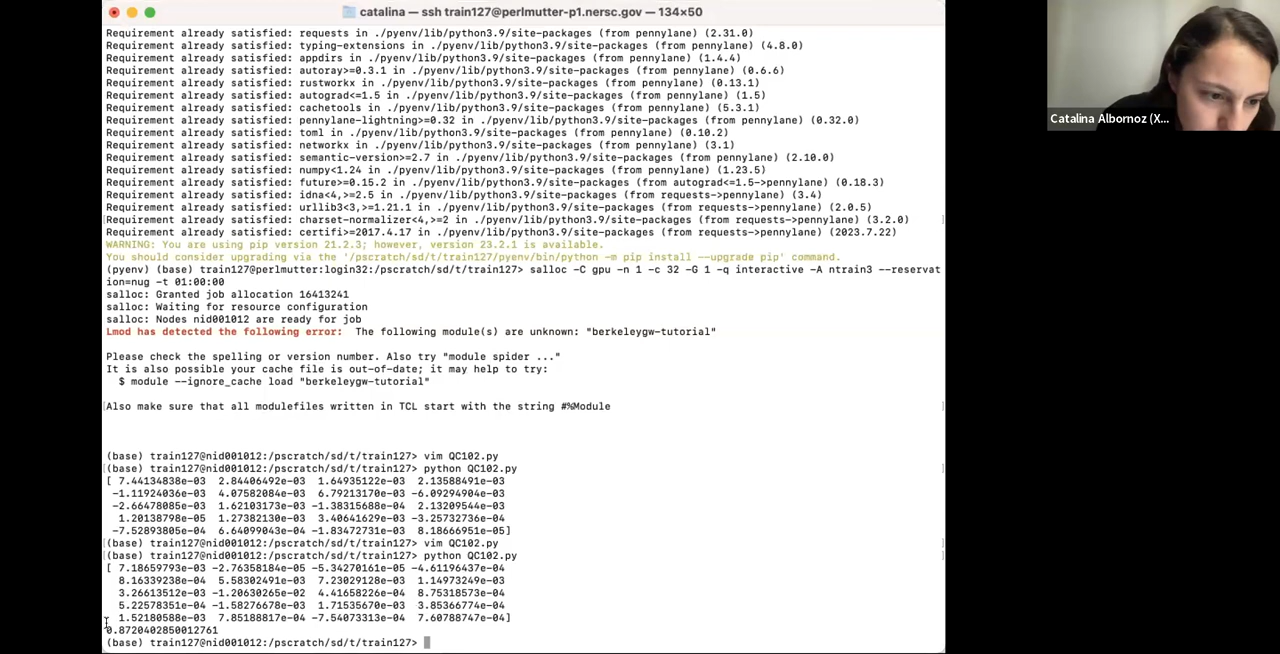 catalina — ssh train127@perlmutter-p1.nersc.gov — 134×50
Requirement already satisfied: requests in ./pyenv/lib/python3.9/site-packages (from pennylane) (2.31.0)
Requirement already satisfied: typing-extensions in ./pyenv/lib/python3.9/site-packages (from pennylane) (4.8.0)
Requirement already satisfied: appdirs in ./pyenv/lib/python3.9/site-packages (from pennylane) (1.4.4)
Requirement already satisfied: autoray>=0.3.1 in ./pyenv/lib/python3.9/site-packages (from pennylane) (0.6.6)
Requirement already satisfied: rustworkx in ./pyenv/lib/python3.9/site-packages (from pennylane) (0.13.1)
Requirement already satisfied: autograd<=1.5 in ./pyenv/lib/python3.9/site-packages (from pennylane) (1.5)
Requirement already satisfied: cachetools in ./pyenv/lib/python3.9/site-packages (from pennylane) (5.3.1)
Requirement already satisfied: pennylane-lightning>=0.32 in ./pyenv/lib/python3.9/site-packages (from pennylane) (0.32.0)
Requirement already satisfied: toml in ./pyenv/lib/python3.9/site-packages (from pennylane) (0.10.2)
Requirement already satisfied: networkx in ./pyenv/lib/python3.9/site-packages (from pennylane) (3.1)
Requirement already satisfied: semantic-version>=2.7 in ./pyenv/lib/python3.9/site-packages (from pennylane) (2.10.0)
Requirement already satisfied: numpy<1.24 in ./pyenv/lib/python3.9/site-packages (from pennylane) (1.23.5)
Requirement already satisfied: future>=0.15.2 in ./pyenv/lib/python3.9/site-packages (from autograd<=1.5->pennylane) (0.18.3)
Requirement already satisfied: idna<4,>=2.5 in ./pyenv/lib/python3.9/site-packages (from requests->pennylane) (3.4)
Requirement already satisfied: urllib3<3,>=1.21.1 in ./pyenv/lib/python3.9/site-packages (from requests->pennylane) (2.0.5)
Requirement already satisfied: charset-normalizer<4,>=2 in ./pyenv/lib/python3.9/site-packages (from requests->pennylane) (3.2.0)
Requirement already satisfied: certifi>=2017.4.17 in ./pyenv/lib/python3.9/site-packages (from requests->pennylane) (2023.7.22)
WARNING: You are using pip version 21.2.3; however, version 23.2.1 is available.
You should consider upgrading via the '/pscratch/sd/t/train127/pyenv/bin/python -m pip install --upgrade pip' command.
(pyenv) (base) train127@perlmutter:login32:/pscratch/sd/t/train127> salloc -C gpu -n 1 -c 32 -G 1 -q interactive -A ntrain3 --reservat
ion=nug -t 01:00:00
salloc: Granted job allocation 16413241
salloc: Waiting for resource configuration
salloc: Nodes nid001012 are ready for job
Lmod has detected the following error:  The following module(s) are unknown: "berkeleygw-tutorial"
Please check the spelling or version number. Also try "module spider ..."
It is also possible your cache file is out-of-date; it may help to try:
$ module --ignore_cache load "berkeleygw-tutorial"
Also make sure that all modulefiles written in TCL start with the string #%Module
(base) train127@nid001012:/pscratch/sd/t/train127> vim QC102.py
(base) train127@nid001012:/pscratch/sd/t/train127> python QC102.py
[ 7.44134838e-03  2.84406492e-03  1.64935122e-03  2.13588491e-03
-1.11924036e-03  4.07582084e-03  6.79213170e-03 -6.09294904e-03
-2.66478085e-03  1.62103173e-03 -1.38315688e-04  2.13209544e-03
1.20138798e-05  1.27382130e-03  3.40641629e-03 -3.25732736e-04
-7.52893805e-04  6.64099043e-04 -1.83472731e-03  8.18666951e-05]
(base) train127@nid001012:/pscratch/sd/t/train127> vim QC102.py
(base) train127@nid001012:/pscratch/sd/t/train127> python QC102.py
[ 7.18659793e-03 -2.76358184e-05 -5.34270161e-05 -4.61196437e-04
8.16339238e-04  5.58302491e-03  7.23029128e-03  1.14973249e-03
3.26613512e-03 -1.20630265e-02  4.41658226e-04  8.75318573e-04
5.22578351e-04 -1.58276678e-03  1.71535670e-03  3.85366774e-04
1.52180588e-03  7.85188817e-04 -7.54073313e-04  7.60788747e-04]
0.8720402850012761
(base) train127@nid001012:/pscratch/sd/t/train127>
Catalina Albornoz (X...